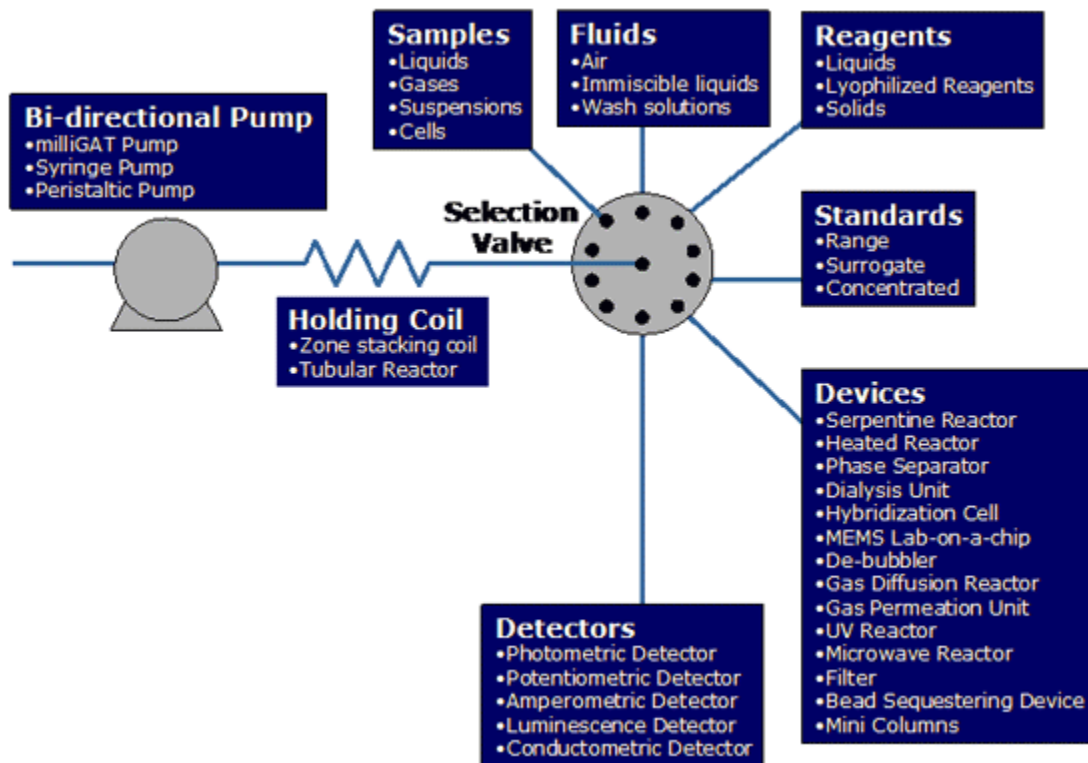 Samples
•Liquids
•Gases
•Suspensions
•Cells
Fluids
•Air
•Immiscible liquids
•Wash solutions
Reagents
•Liquids
•Lyophilized Reagents
•Solids
Bi-directional Pump
•milliGAT Pump
•Syringe Pump
•Peristaltic Pump
Selection
Valve
Standards
•Range
•Surrogate
•Concentrated
Holding Coil
•Zone stacking coil
•Tubular Reactor
Devices
•Serpentine Reactor
•Heated Reactor
•Phase Separator
•Dialysis Unit
•Hybridization Cell
•MEMS Lab-on-a-chip
•De-bubbler
•Gas Diffusion Reactor
•Gas Permeation Unit
•UV Reactor
•Microwave Reactor
•Filter
•Bead Sequestering Device
•Mini Columns
Detectors
•Photometric Detector
•Potentiometric Detector
•Amperometric Detector
•Luminescence Detector
•Conductometric Detector